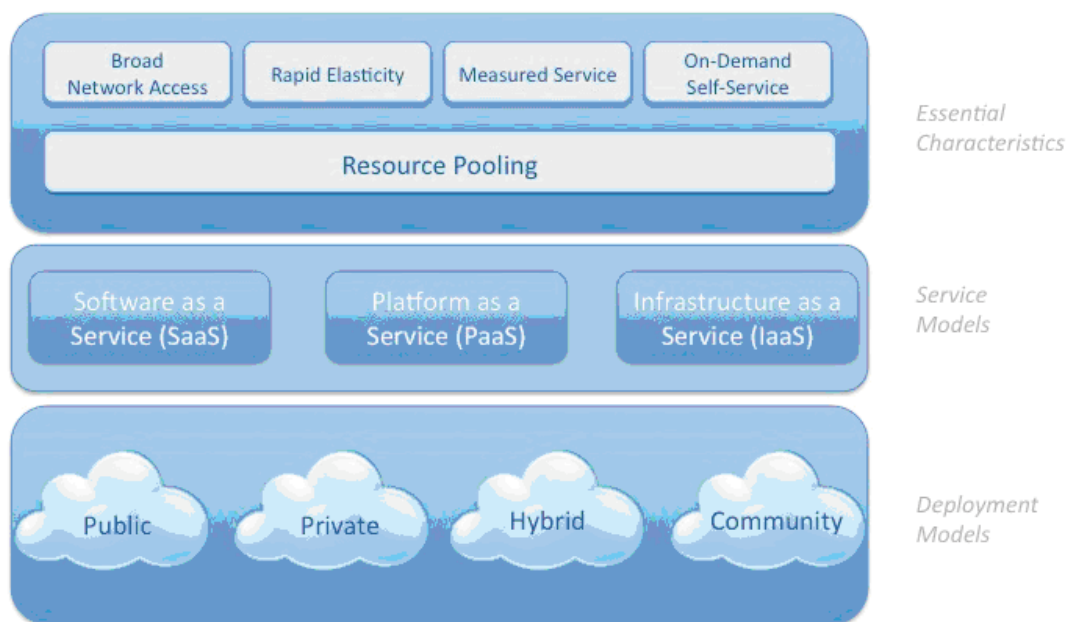 Broad
Network Access
Rapid Elasticity
Measured Service
On-Demand
Self-Service
Resource Pooling
Essential
Characteristics
Software as a
Service (SaaS)
Platform as a
Service (PaaS)
Infrastructure as a
Service (IaaS)
Service
Models
Public
Private
Hybrid
Community
Deployment
Models